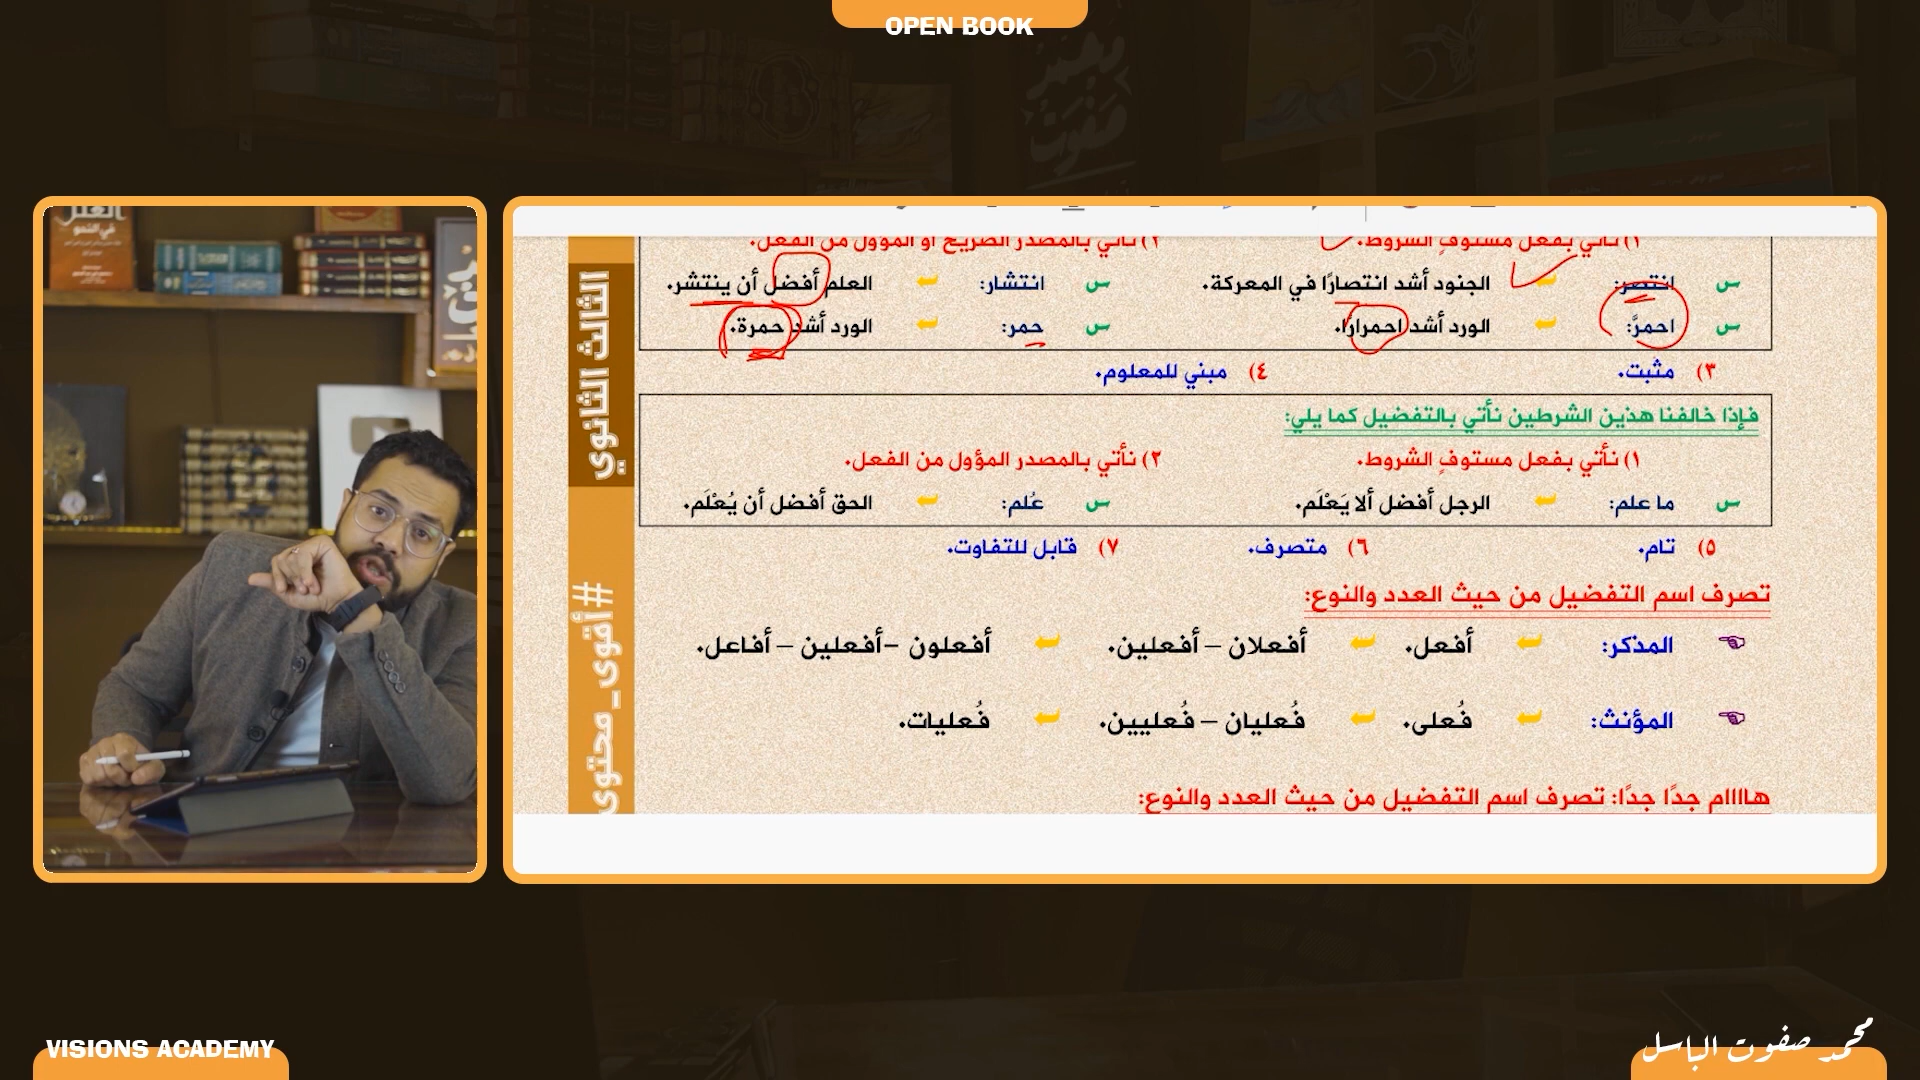 OPEN BOOK
١) نأتي بفعل مستوفٍ الشروط. ٢) نأتي بالمصدر الصريح أو المؤول من الفعل.
س انتصر: الجنود أشد انتصارًا في المعركة. س انتشار: العلم أفضل أن ينتشر.
س احمرَّ: الورد أشد احمرارًا. س حمر: الورد أشد حمرة.
٣) مثبت. ٤) مبني للمعلوم.
فإذا خالفنا هذين الشرطين نأتي بالتفضيل كما يلي:
١) نأتي بفعل مستوفٍ الشروط. ٢) نأتي بالمصدر المؤول من الفعل.
س ما علم: الرجل أفضل ألا يَعْلَم. س عُلم: الحق أفضل أن يُعْلَم.
٥) تام. ٦) متصرف. ٧) قابل للتفاوت.
تصرف اسم التفضيل من حيث العدد والنوع:
المذكر: أفعل. أفعلان – أفعلين. أفعلون –أفعلين – أفاعل.
المؤنث: فُعلى. فُعليان – فُعليين. فُعليات.
هاااام جدًا جدًا: تصرف اسم التفضيل من حيث العدد والنوع:
الثالث الثانوي
#أقوى_محتوى
VISIONS ACADEMY
محمد صفوت الباسل